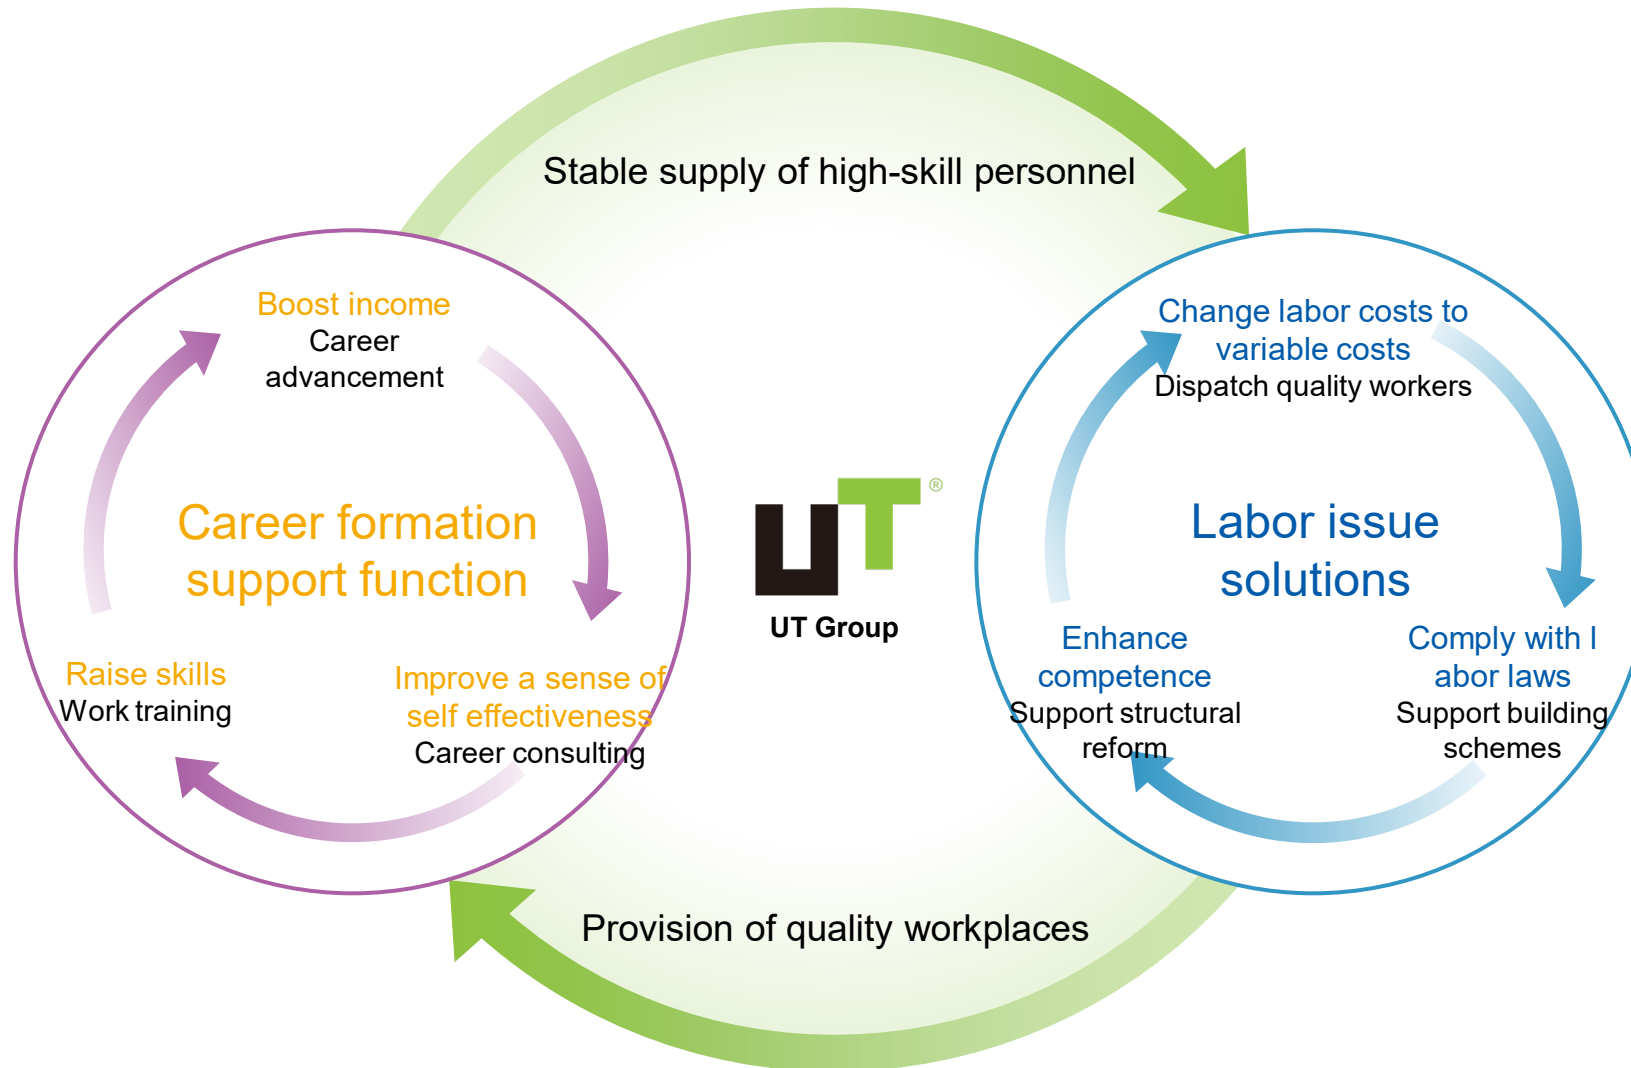 Stable supply of high-skill personnel
Boost income
Career
advancement
Career formation
support function
Raise skills
Work training
Improve a sense of
self effectiveness
Career consulting
UT®
UT Group
Change labor costs to
variable costs
Dispatch quality workers
Labor issue
solutions
Enhance
competence
Support structural
reform
Comply with l
abor laws
Support building
schemes
Provision of quality workplaces